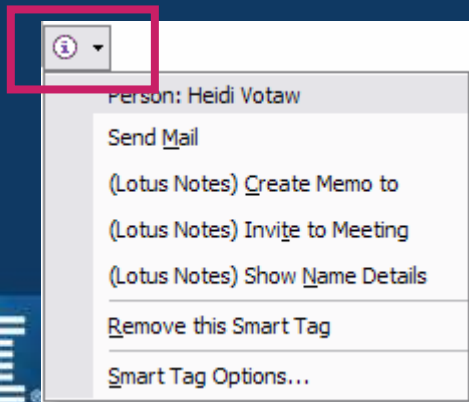 Person: Heidi Votaw
Send Mail
(Lotus Notes) Create Memo to
(Lotus Notes) Invite to Meeting
(Lotus Notes) Show Name Details
Remove this Smart Tag
Smart Tag Options...